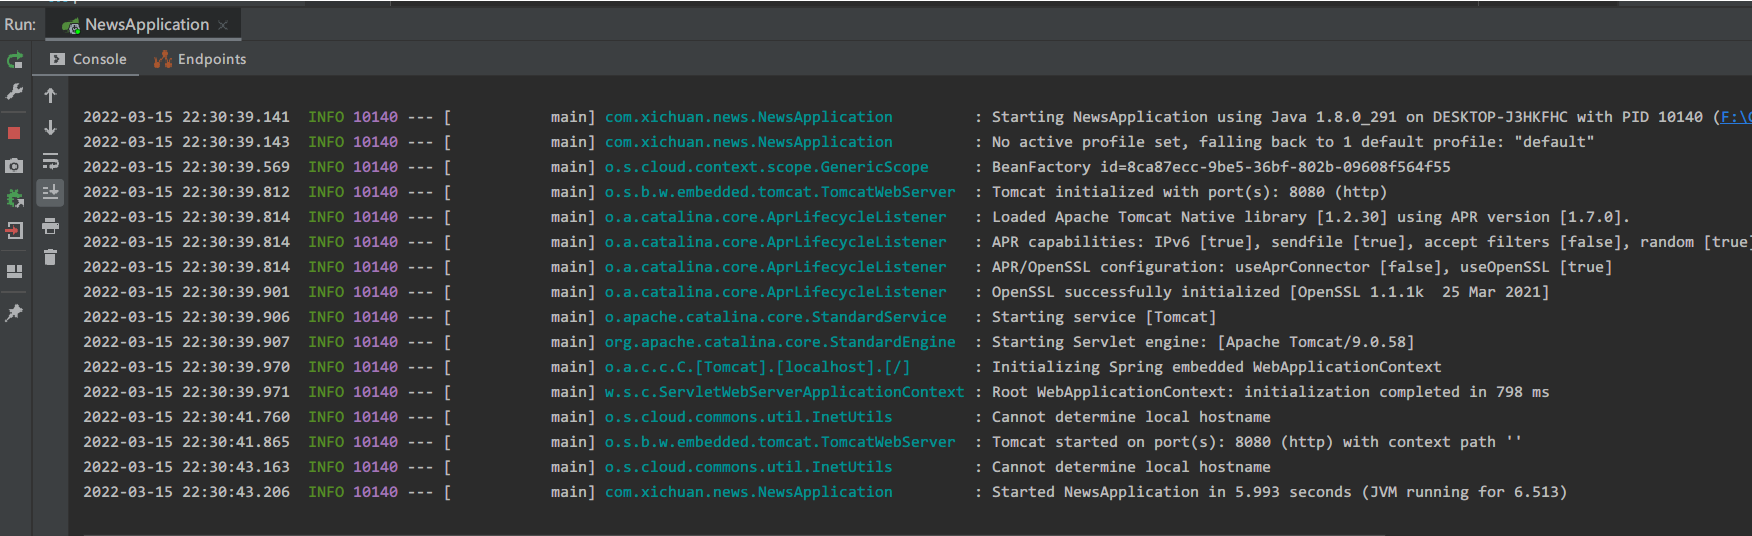 Run: NewsApplication
Console Endpoints
2022-03-15 22:30:39.141 INFO 10140 --- [ main] com.xichuan.news.NewsApplication : Starting NewsApplication using Java 1.8.0_291 on DESKTOP-J3HKFHC with PID 10140 (F:\
2022-03-15 22:30:39.143 INFO 10140 --- [ main] com.xichuan.news.NewsApplication : No active profile set, falling back to 1 default profile: "default"
2022-03-15 22:30:39.569 INFO 10140 --- [ main] o.s.cloud.context.scope.GenericScope : BeanFactory id=8ca87ecc-9be5-36bf-802b-09608f564f55
2022-03-15 22:30:39.812 INFO 10140 --- [ main] o.s.b.w.embedded.tomcat.TomcatWebServer : Tomcat initialized with port(s): 8080 (http)
2022-03-15 22:30:39.814 INFO 10140 --- [ main] o.a.catalina.core.AprLifecycleListener : Loaded Apache Tomcat Native library [1.2.30] using APR version [1.7.0].
2022-03-15 22:30:39.814 INFO 10140 --- [ main] o.a.catalina.core.AprLifecycleListener : APR capabilities: IPv6 [true], sendfile [true], accept filters [false], random [true]
2022-03-15 22:30:39.814 INFO 10140 --- [ main] o.a.catalina.core.AprLifecycleListener : APR/OpenSSL configuration: useAprConnector [false], useOpenSSL [true]
2022-03-15 22:30:39.901 INFO 10140 --- [ main] o.a.catalina.core.AprLifecycleListener : OpenSSL successfully initialized [OpenSSL 1.1.1k 25 Mar 2021]
2022-03-15 22:30:39.906 INFO 10140 --- [ main] o.apache.catalina.core.StandardService : Starting service [Tomcat]
2022-03-15 22:30:39.907 INFO 10140 --- [ main] org.apache.catalina.core.StandardEngine : Starting Servlet engine: [Apache Tomcat/9.0.58]
2022-03-15 22:30:39.970 INFO 10140 --- [ main] o.a.c.c.C.[Tomcat].[localhost].[/] : Initializing Spring embedded WebApplicationContext
2022-03-15 22:30:39.971 INFO 10140 --- [ main] w.s.c.ServletWebServerApplicationContext : Root WebApplicationContext: initialization completed in 798 ms
2022-03-15 22:30:41.760 INFO 10140 --- [ main] o.s.cloud.commons.util.InetUtils : Cannot determine local hostname
2022-03-15 22:30:41.865 INFO 10140 --- [ main] o.s.b.w.embedded.tomcat.TomcatWebServer : Tomcat started on port(s): 8080 (http) with context path ''
2022-03-15 22:30:43.163 INFO 10140 --- [ main] o.s.cloud.commons.util.InetUtils : Cannot determine local hostname
2022-03-15 22:30:43.206 INFO 10140 --- [ main] com.xichuan.news.NewsApplication : Started NewsApplication in 5.993 seconds (JVM running for 6.513)